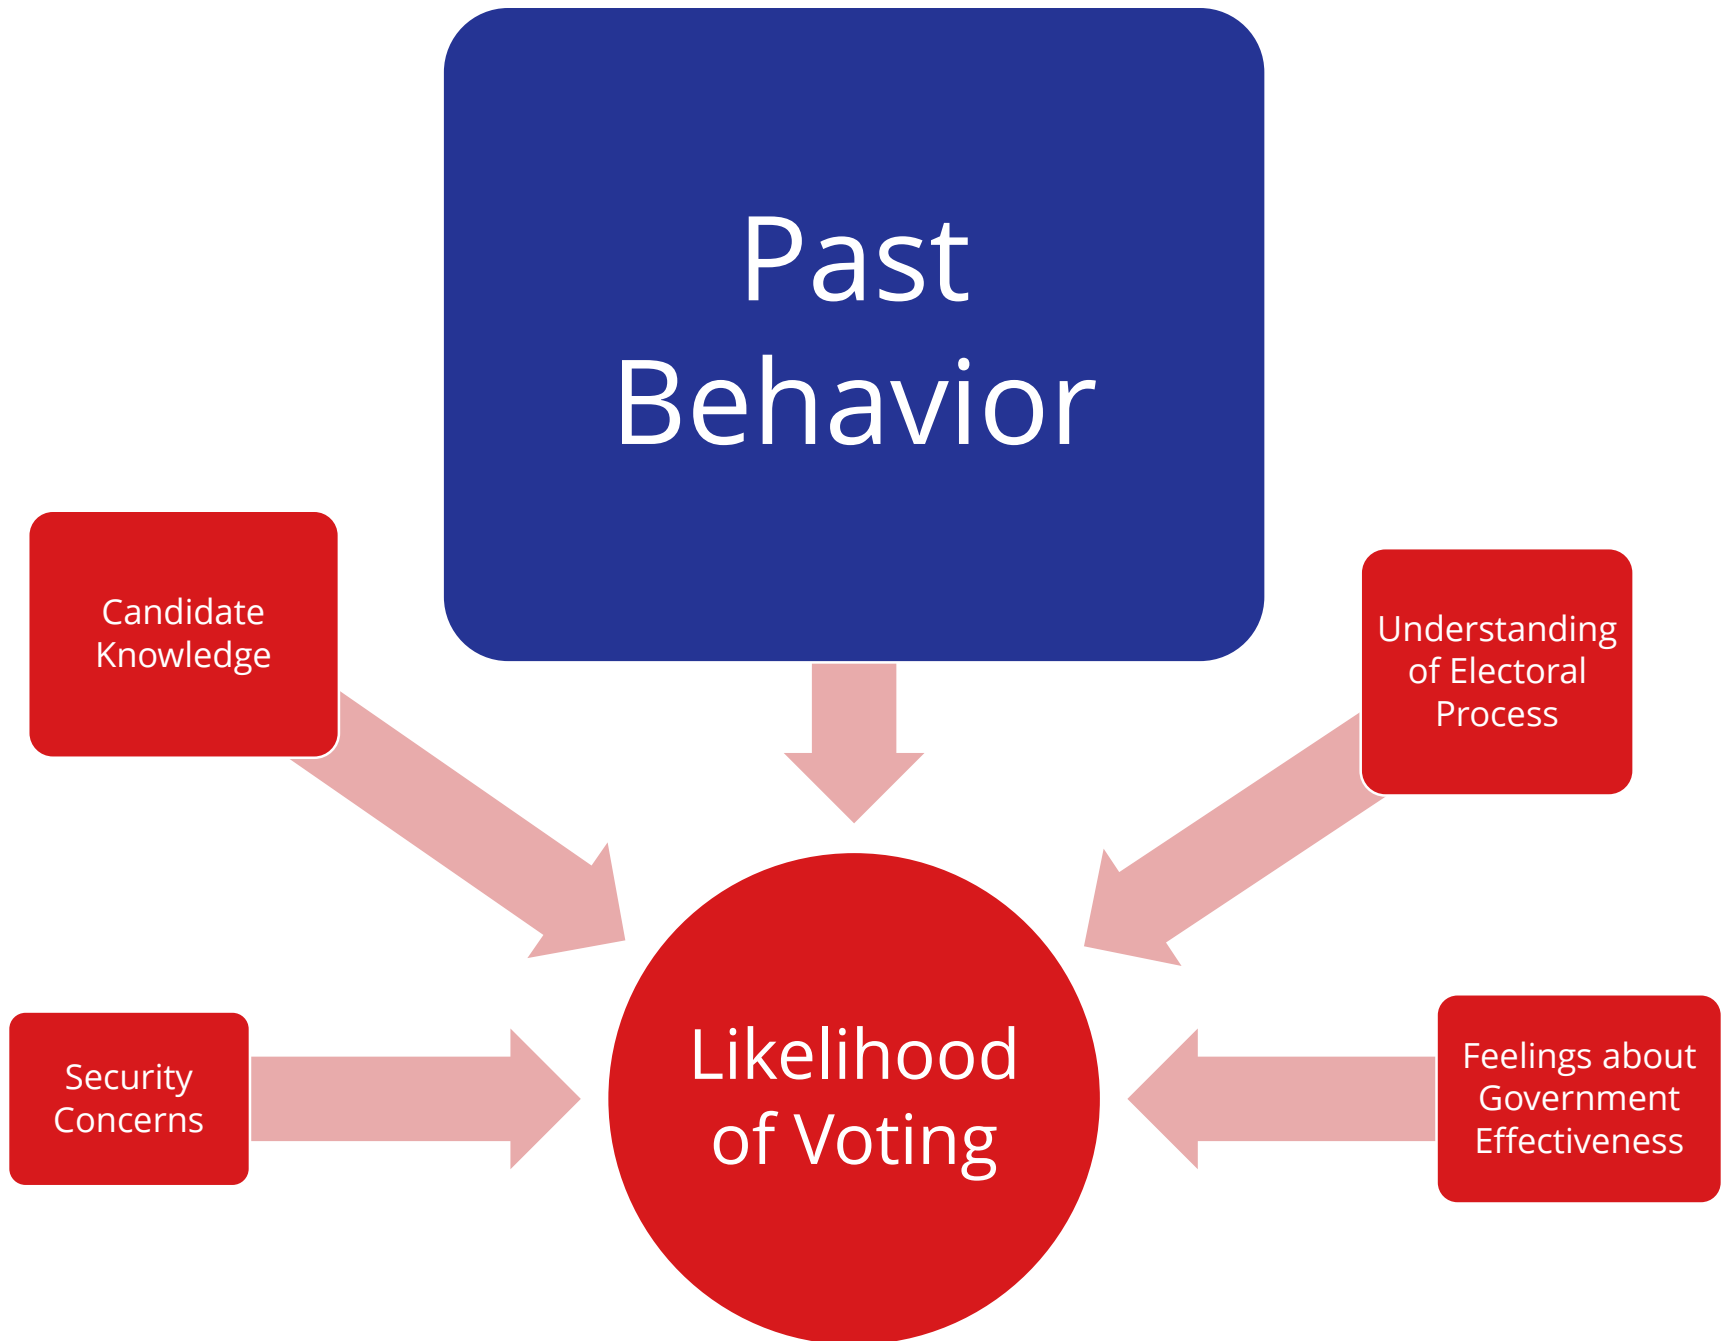 Past
Behavior
Candidate
Knowledge
Understanding
of Electoral
Process
Security
Concerns
Likelihood
of Voting
Feelings about
Government
Effectiveness